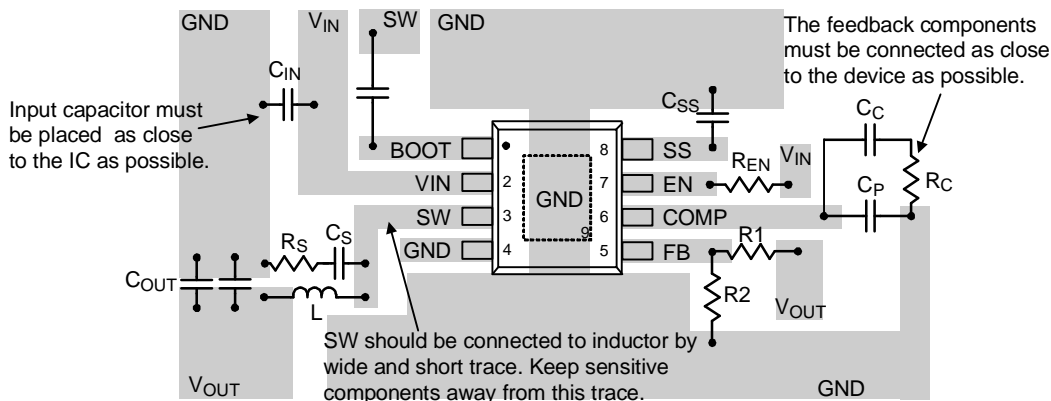 GND
VIN
SW
GND
The feedback components
must be connected as close
to the device as possible.
CIN
Input capacitor must
be placed as close
to the IC as possible.
CSS
CC
BOOT
8
SS
REN
VIN
RC
VIN
2
GND
7
EN
CP
SW
3
6
COMP
9
GND
4
5
FB
R1
RS
CS
COUT
R2
L
VOUT
SW should be connected to inductor by
wide and short trace. Keep sensitive
components away from this trace.
VOUT
GND